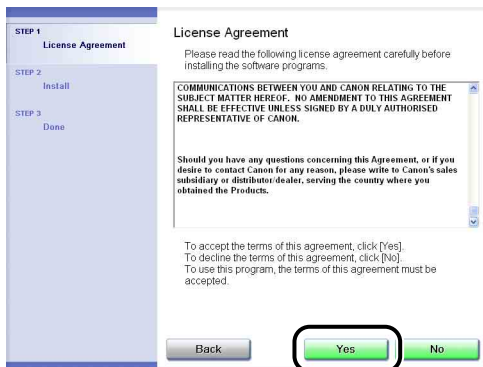 STEP 1
License Agreement
STEP 2
Install
STEP 3
Done
License Agreement
Please read the following license agreement carefully before
installing the software programs.
COMMUNICATIONS BETWEEN YOU AND CANON RELATING TO THE
SUBJECT MATTER HEREOF. NO AMENDMENT TO THIS AGREEMENT
SHALL BE EFFECTIVE UNLESS SIGNED BY A DULY AUTHORISED
REPRESENTATIVE OF CANON.
Should you have any questions concerning this Agreement, or if you
desire to contact Canon for any reason, please write to Canon's sales
subsidiary or distributor/dealer, serving the country where you
obtained the Products.
To accept the terms of this agreement, click [Yes].
To decline the terms of this agreement, click [No].
To use this program, the terms of this agreement must be
accepted.
Back
Yes
No